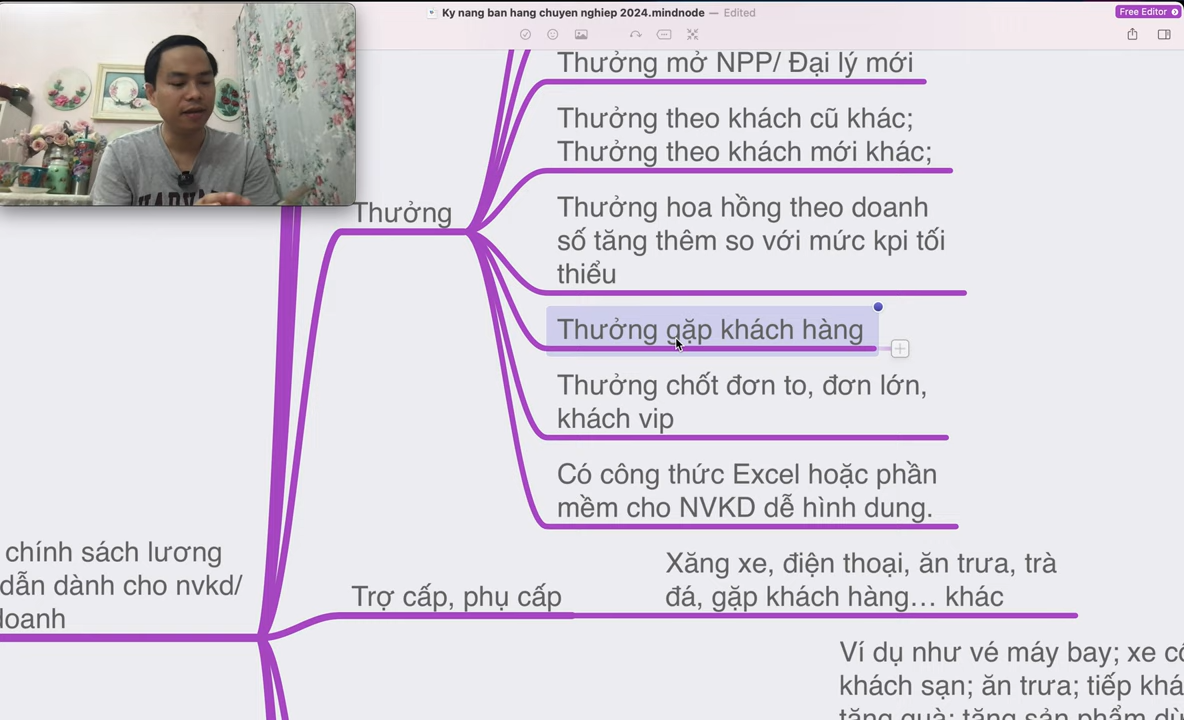 Ky nang ban hang chuyen nghiep 2024.mindnode — Edited
Free Editor
Thưởng mở NPP/ Đại lý mới
Thưởng theo khách cũ khác;
Thưởng theo khách mới khác;
Thưởng
Thưởng hoa hồng theo doanh
số tăng thêm so với mức kpi tối
thiểu
Thưởng gặp khách hàng
Thưởng chốt đơn to, đơn lớn,
khách vip
Có công thức Excel hoặc phần
mềm cho NVKD dễ hình dung.
chính sách lương
dẫn dành cho nvkd/
doanh
Trợ cấp, phụ cấp
Xăng xe, điện thoại, ăn trưa, trà
đá, gặp khách hàng… khác
Ví dụ như vé máy bay; xe
khách sạn; ăn trưa; tiếp
tặng quà; tặng sản phẩm